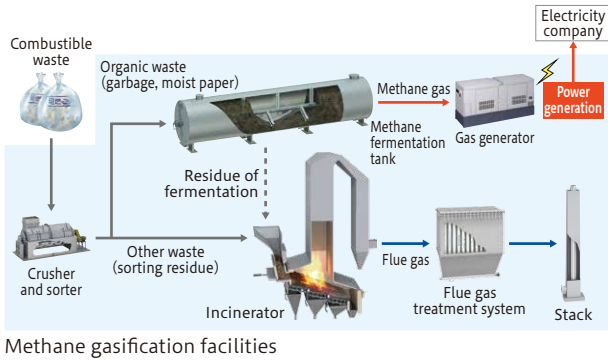 Electricity
company
Combustible
waste
Organic waste
(garbage, moist paper)
Methane gas
Power
generation
Methane
fermentation
tank
Gas generator
Residue of
fermentation
Other waste
(sorting residue)
Crusher
and sorter
Flue gas
Incinerator
Flue gas
treatment system
Stack
Methane gasification facilities